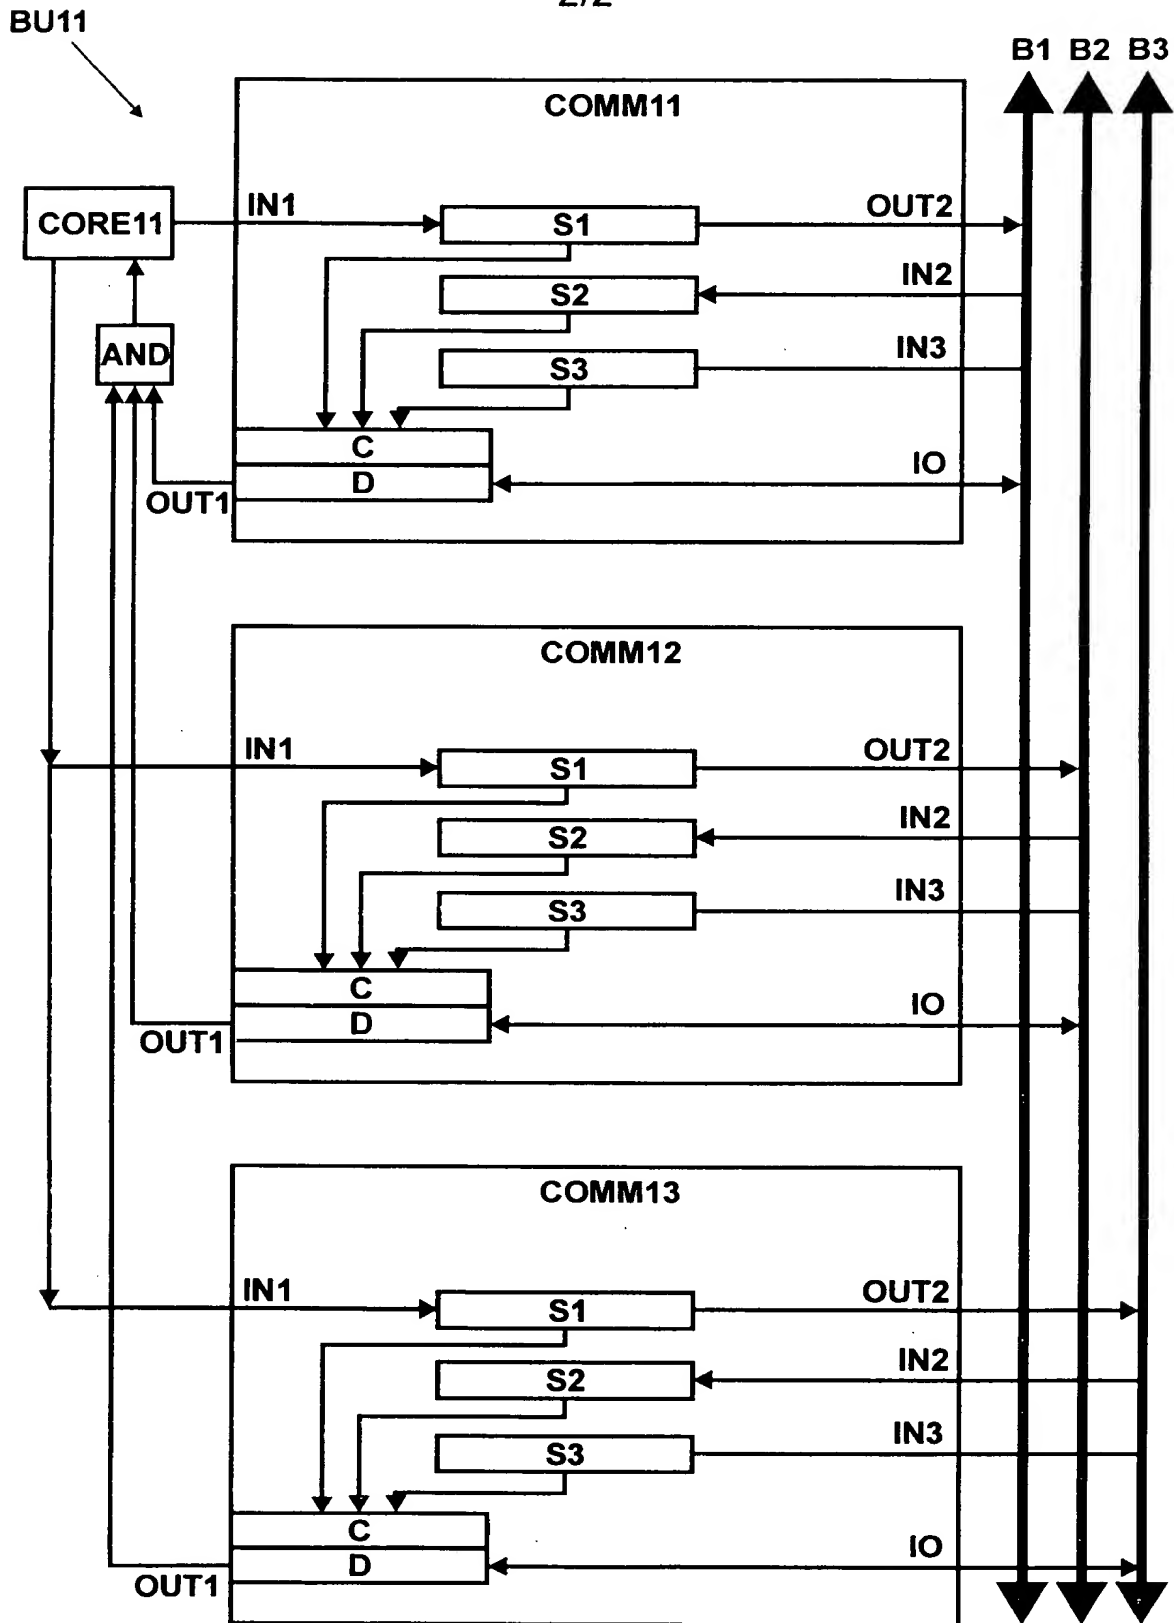 2/2
BU11
B1 B2 B3
COMM11
CORE11
IN1
S1
OUT2
S2
IN2
AND
S3
IN3
C
D
IO
OUT1
COMM12
IN1
S1
OUT2
S2
IN2
S3
IN3
C
D
IO
OUT1
COMM13
IN1
S1
OUT2
S2
IN2
S3
IN3
C
D
IO
OUT1